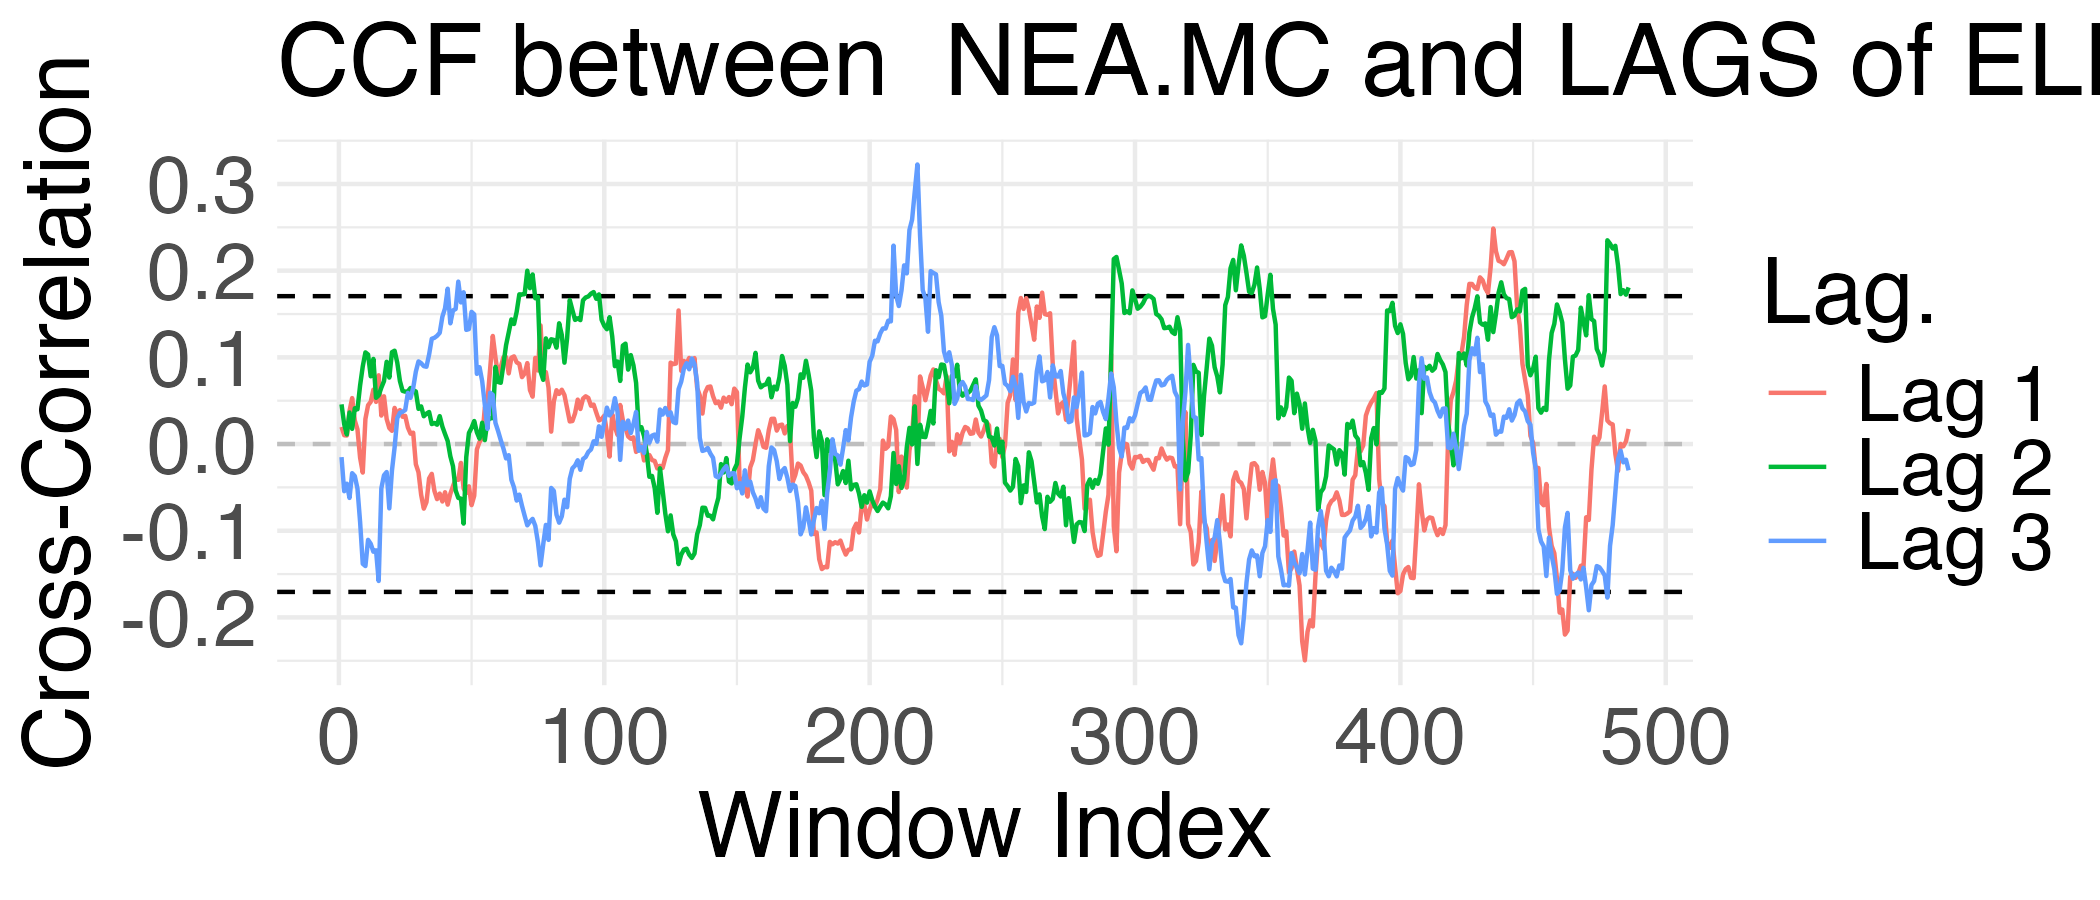 CCF between  NEA.MC and LAGS of
Cross-Correlation
0.3
0.2
0.1
0.0
-0.1
-0.2
0
100
200
300
400
500
Window Index
Lag.
Lag 1
Lag 2
Lag 3